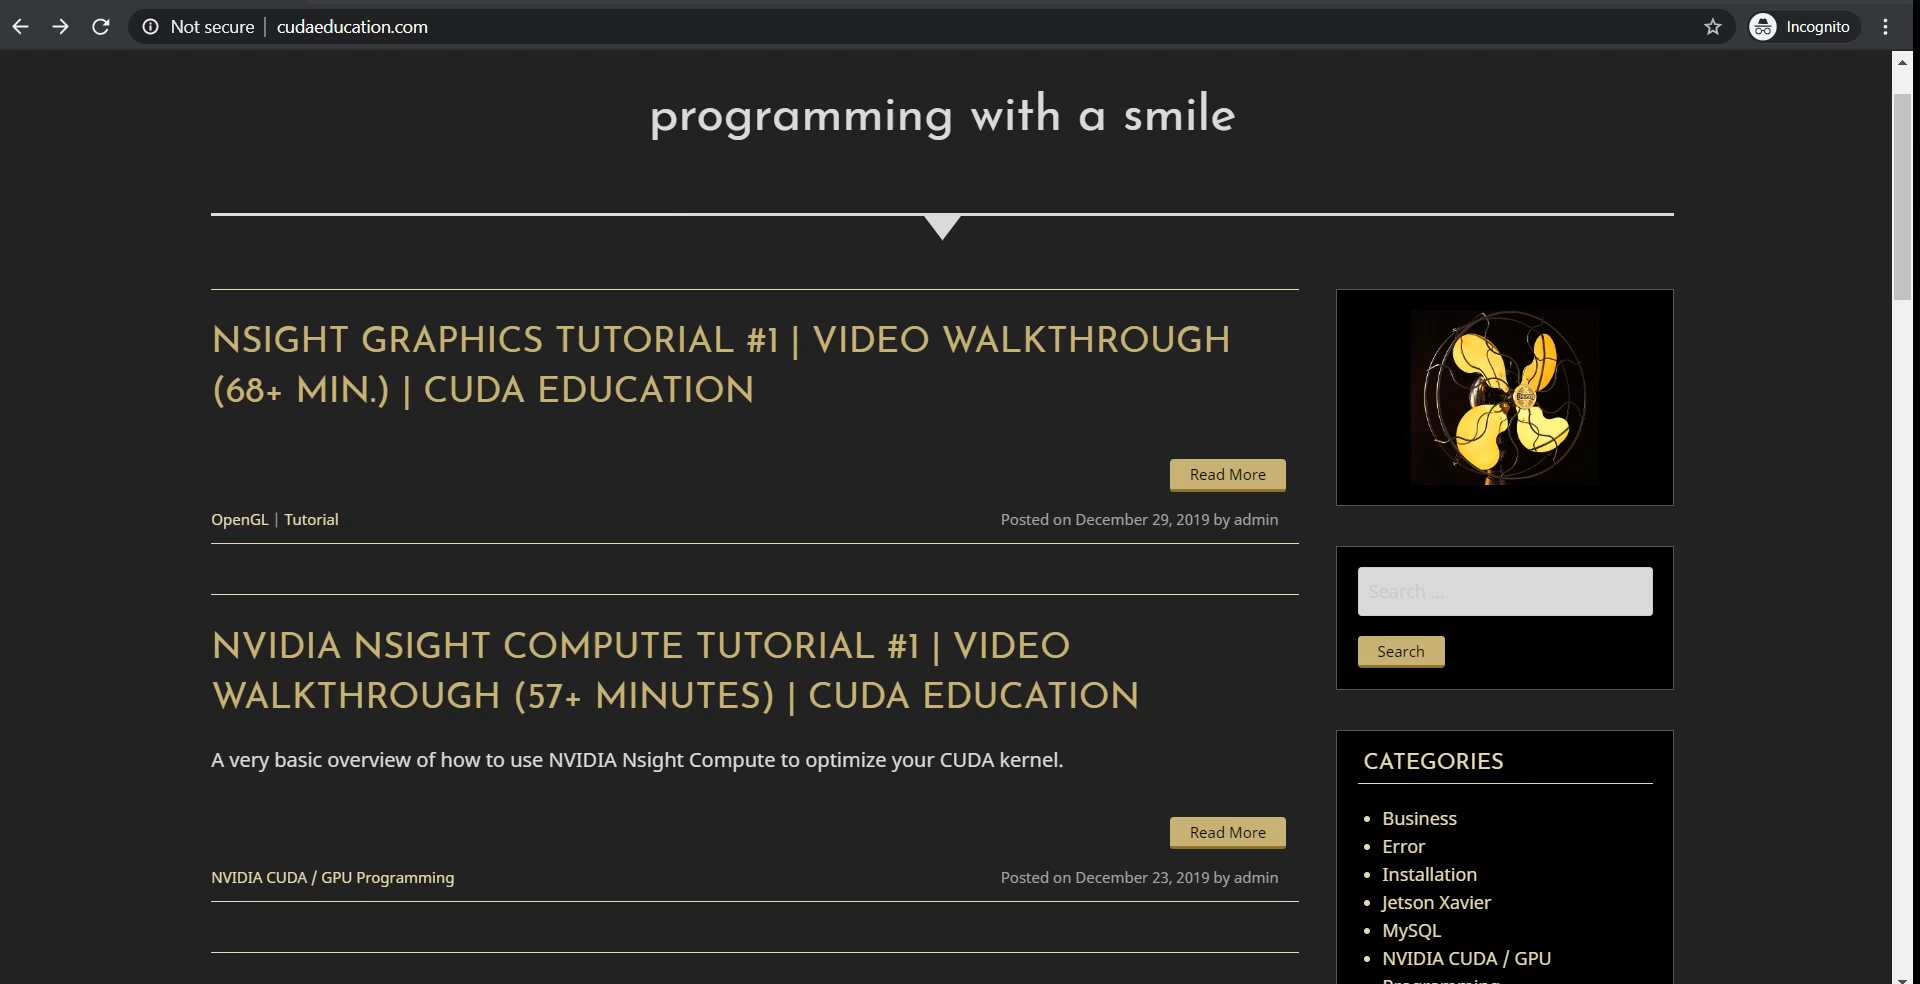 Not secure | cudaeducation.com
Incognito
programming with a smile
NSIGHT GRAPHICS TUTORIAL #1 | VIDEO WALKTHROUGH
(68+ MIN.) | CUDA EDUCATION
Read More
OpenGL | Tutorial
Posted on December 29, 2019 by admin
NVIDIA NSIGHT COMPUTE TUTORIAL #1 | VIDEO
WALKTHROUGH (57+ MINUTES) | CUDA EDUCATION
A very basic overview of how to use NVIDIA Nsight Compute to optimize your CUDA kernel.
Read More
NVIDIA CUDA / GPU Programming
Posted on December 23, 2019 by admin
Search ...
Search
CATEGORIES
• Business
• Error
• Installation
• Jetson Xavier
• MySQL
• NVIDIA CUDA / GPU
Programming